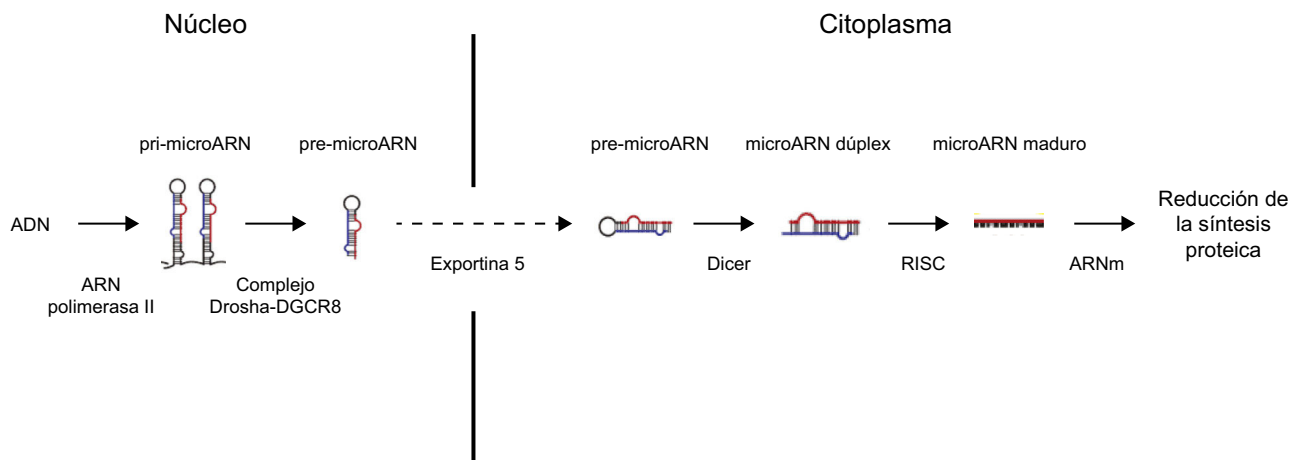 Núcleo
Citoplasma
pri-microARN
pre-microARN
pre-microARN
microARN dúplex
microARN maduro
ADN
Reducción de
la síntesis
proteica
ARN
polimerasa II
Complejo
Drosha-DGCR8
Exportina 5
Dicer
RISC
ARNm